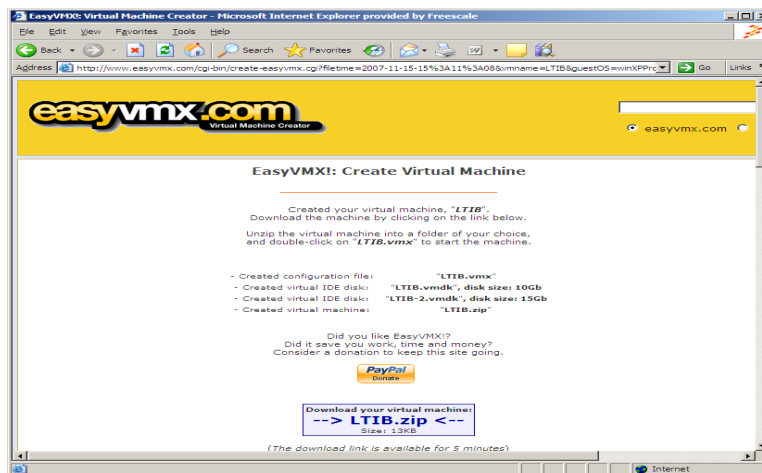 EasyVMX!: Virtual Machine Creator - Microsoft Internet Explorer provided by Freescale
File Edit View Favorites Tools Help
Back Search Favorites
Address http://www.easyvmx.com/cgi-bin/create-easyvmx.cgi?filetime=2007-11-15-15%3A11%3A08&vmname=LTIB&guestOS=winXPPro Go Links
easyvmx.com
Virtual Machine Creator
easyvmx.com
EasyVMX!: Create Virtual Machine
Created your virtual machine, "LTIB".
Download the machine by clicking on the link below.
Unzip the virtual machine into a folder of your choice,
and double-click on "LTIB.vmx" to start the machine.
- Created configuration file: "LTIB.vmx"
- Created virtual IDE disk: "LTIB.vmdk", disk size: 10Gb
- Created virtual IDE disk: "LTIB-2.vmdk", disk size: 15Gb
- Created virtual machine: "LTIB.zip"
Did you like EasyVMX!?
Did it save you work, time and money?
Consider a donation to keep this site going.
PayPal
Donate
Download your virtual machine:
--> LTIB.zip <--
Size: 13KB
(The download link is available for 5 minutes)
Internet